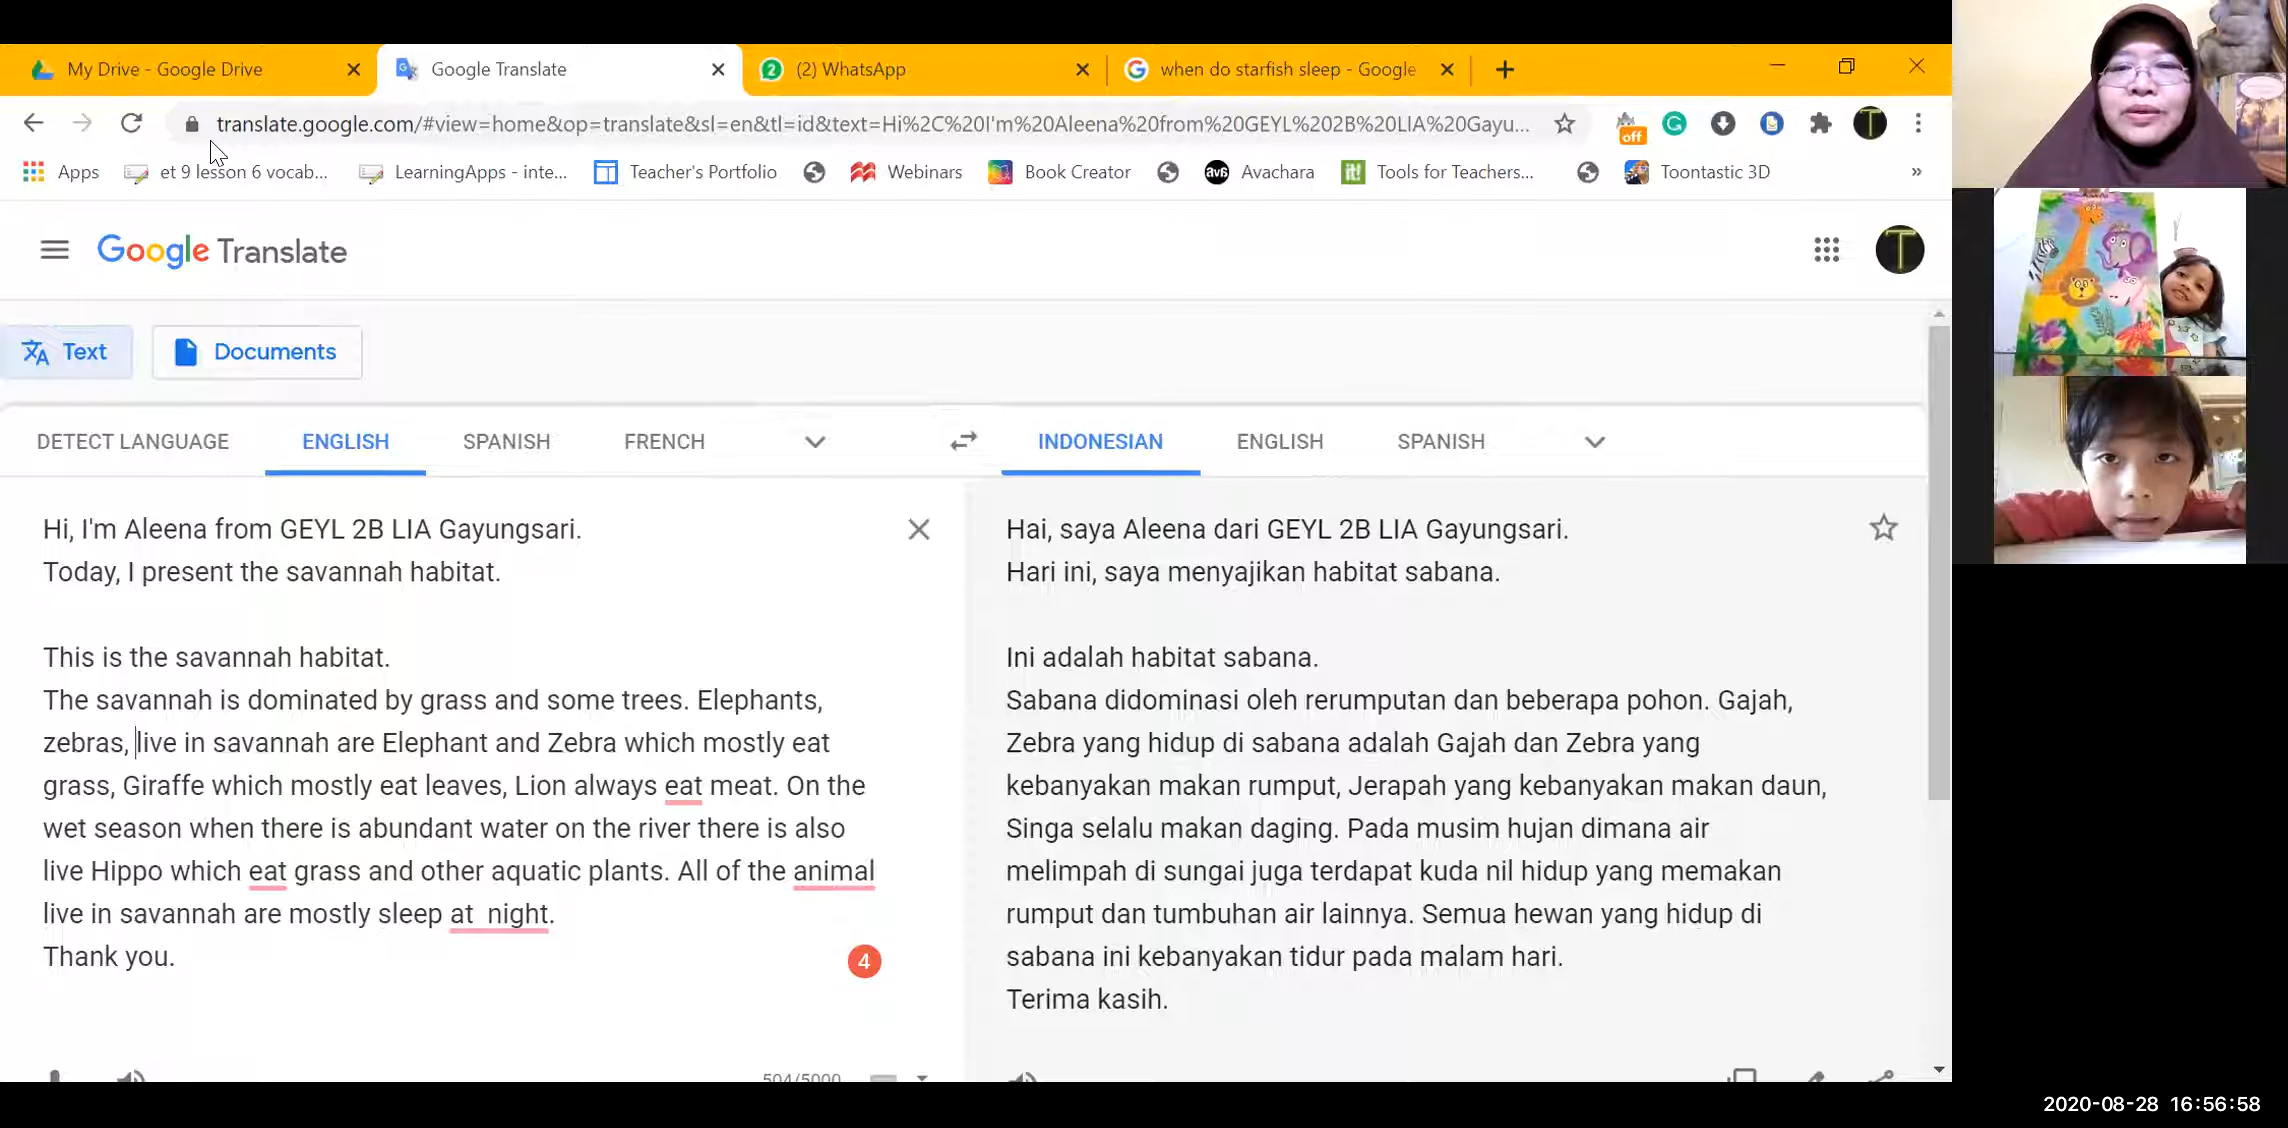 My Drive - Google Drive
Google Translate
2 (2) WhatsApp
when do starfish sleep - Google
translate.google.com/#view=home&op=translate&sl=en&tl=id&text=Hi%2C%20I'm%20Aleena%20from%20GEYL%202B%20LIA%20Gayu...
off
T
Apps
et 9 lesson 6 vocab...
LearningApps - inte...
Teacher's Portfolio
Webinars
Book Creator
Avachara
it! Tools for Teachers...
Toontastic 3D
»
Google Translate
T
Text
Documents
DETECT LANGUAGE ENGLISH SPANISH FRENCH
INDONESIAN ENGLISH SPANISH
Hi, I'm Aleena from GEYL 2B LIA Gayungsari.
Today, I present the savannah habitat.
This is the savannah habitat.
The savannah is dominated by grass and some trees. Elephants,
zebras, live in savannah are Elephant and Zebra which mostly eat
grass, Giraffe which mostly eat leaves, Lion always eat meat. On the
wet season when there is abundant water on the river there is also
live Hippo which eat grass and other aquatic plants. All of the animal
live in savannah are mostly sleep at  night.
Thank you.
4
504/5000
Hai, saya Aleena dari GEYL 2B LIA Gayungsari.
Hari ini, saya menyajikan habitat sabana.
Ini adalah habitat sabana.
Sabana didominasi oleh rerumputan dan beberapa pohon. Gajah,
Zebra yang hidup di sabana adalah Gajah dan Zebra yang
kebanyakan makan rumput, Jerapah yang kebanyakan makan daun,
Singa selalu makan daging. Pada musim hujan dimana air
melimpah di sungai juga terdapat kuda nil hidup yang memakan
rumput dan tumbuhan air lainnya. Semua hewan yang hidup di
sabana ini kebanyakan tidur pada malam hari.
Terima kasih.
2020-08-28 16:56:58